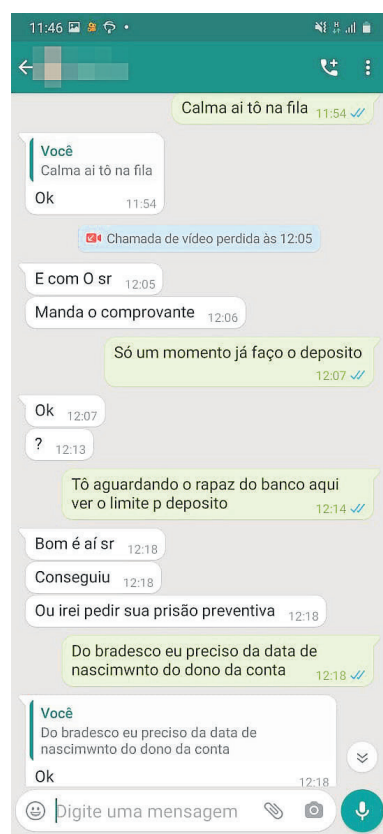 11:46
Calma ai tô na fila 11:54
Você
Calma ai tô na fila
Ok 11:54
Chamada de vídeo perdida às 12:05
E com O sr 12:05
Manda o comprovante 12:06
Só um momento já faço o deposito
12:07
Ok 12:07
? 12:13
Tô aguardando o rapaz do banco aqui
ver o limite p deposito 12:14
Bom é aí sr 12:18
Conseguiu 12:18
Ou irei pedir sua prisão preventiva 12:18
Do bradesco eu preciso da data de
nascimwnto do dono da conta 12:18
Você
Do bradesco eu preciso da data de
nascimwnto do dono da conta
Ok 12:18
Digite uma mensagem